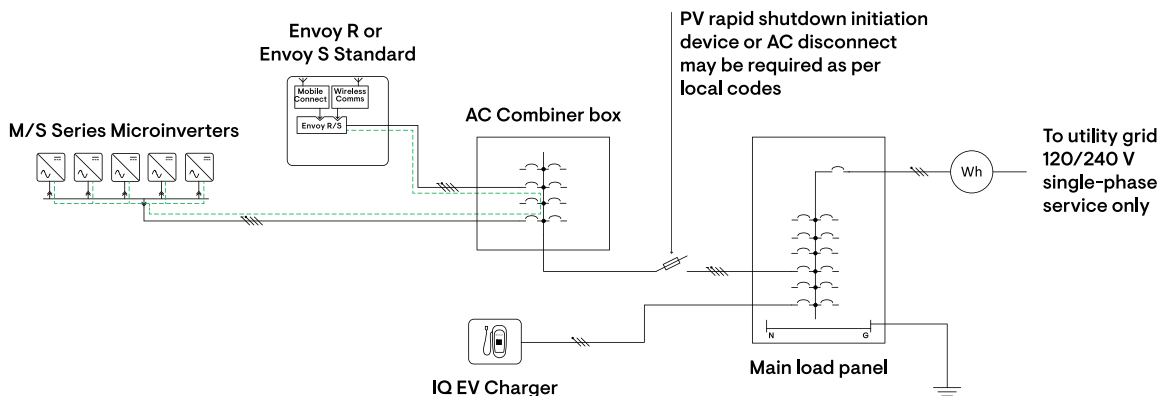 Envoy R or
Envoy S Standard
Mobile
Connect
Wireless
Comms
Envoy R/S
M/S Series Microinverters
AC Combiner box
PV rapid shutdown initiation
device or AC disconnect
may be required as per
local codes
Wh
To utility grid
120/240 V
single-phase
service only
N
G
Main load panel
IQ EV Charger